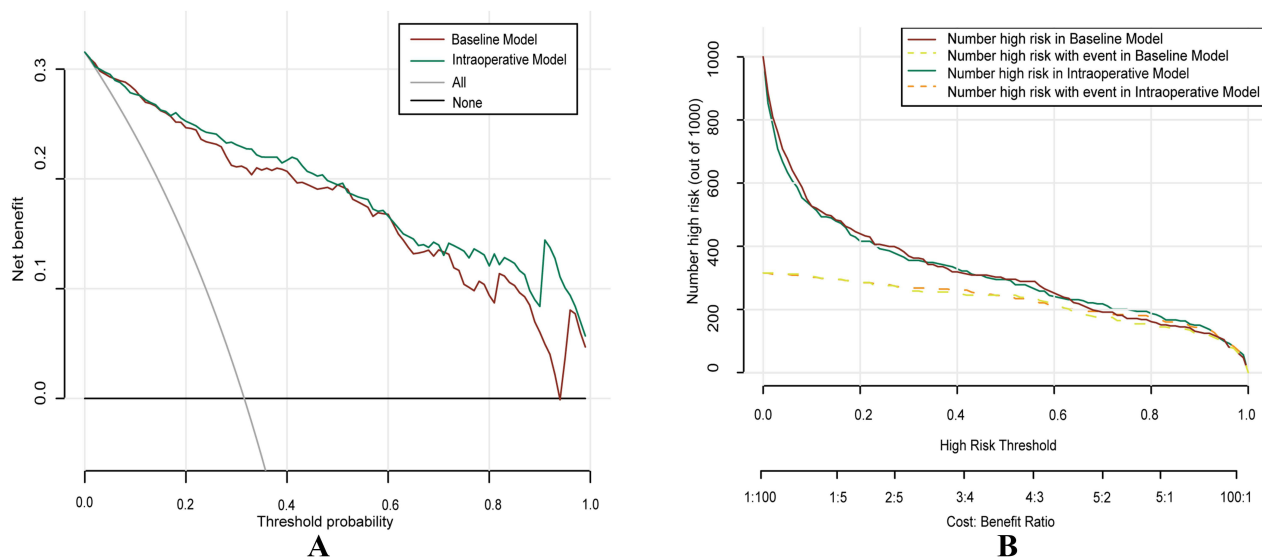 Baseline Model
Intraoperative Model
All
None
Net benefit
0.3
0.2
0.1
0.0
0.0 0.2 0.4 0.6 0.8 1.0
Threshold probability
A
Number high risk in Baseline Model
Number high risk with event in Baseline Model
Number high risk in Intraoperative Model
Number high risk with event in Intraoperative Model
Number high risk (out of 1000)
1000
800
600
400
200
0
0.0 0.2 0.4 0.6 0.8 1.0
High Risk Threshold
1:100 1:5 2:5 3:4 4:3 5:2 5:1 100:1
Cost: Benefit Ratio
B